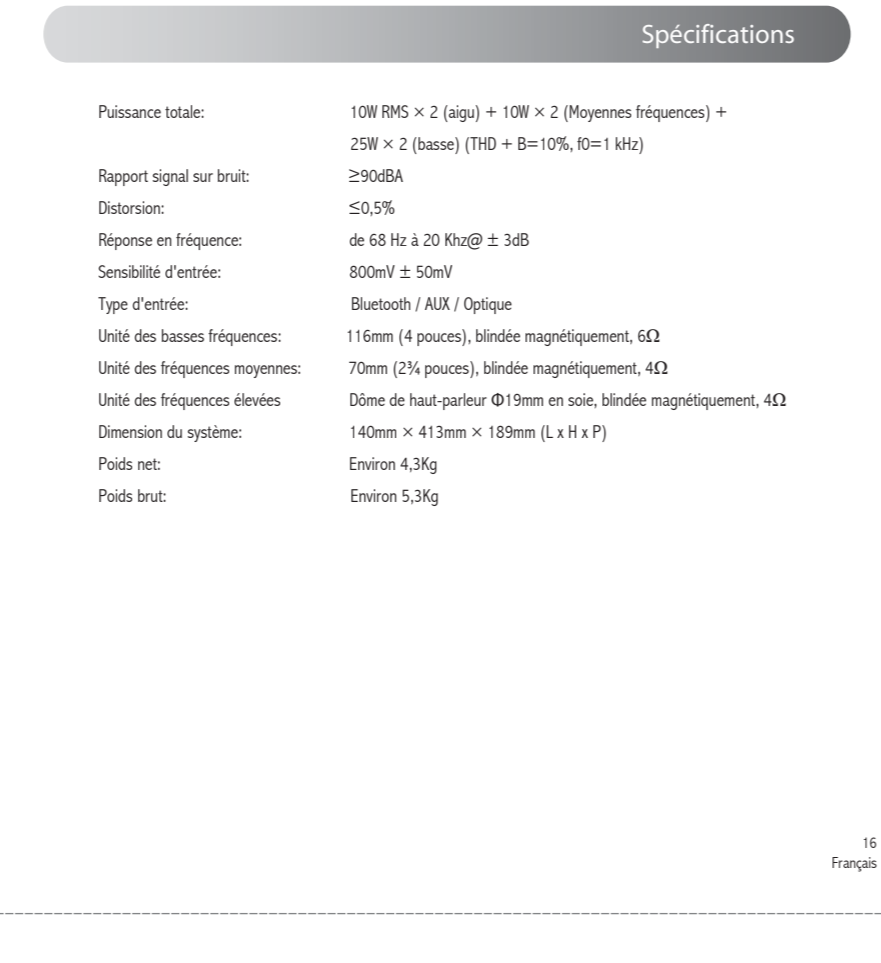 Spécifications
Puissance totale: 10W RMS × 2 (aigu) + 10W × 2 (Moyennes fréquences) +
25W × 2 (basse) (THD + B=10%, f0=1 kHz)
Rapport signal sur bruit: ≥90dBA
Distorsion: ≤0,5%
Réponse en fréquence: de 68 Hz à 20 Khz@ ± 3dB
Sensibilité d'entrée: 800mV ± 50mV
Type d'entrée: Bluetooth / AUX / Optique
Unité des basses fréquences: 116mm (4 pouces), blindée magnétiquement, 6Ω
Unité des fréquences moyennes: 70mm (2¾ pouces), blindée magnétiquement, 4Ω
Unité des fréquences élevées Dôme de haut-parleur Φ19mm en soie, blindée magnétiquement, 4Ω
Dimension du système: 140mm × 413mm × 189mm (L x H x P)
Poids net: Environ 4,3Kg
Poids brut: Environ 5,3Kg
16
Français